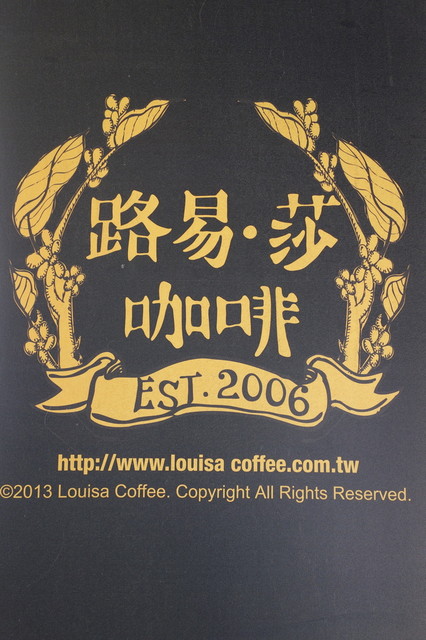 路易·莎
咖啡
EST. 2006
http://www.louisa coffee.com.tw
©2013 Louisa Coffee. Copyright All Rights Reserved.